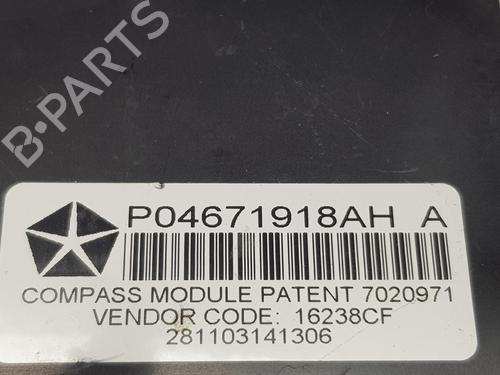 B-PARTS
P04671918AH A
COMPASS MODULE PATENT 7020971
VENDOR CODE: 16238CF
281103141306